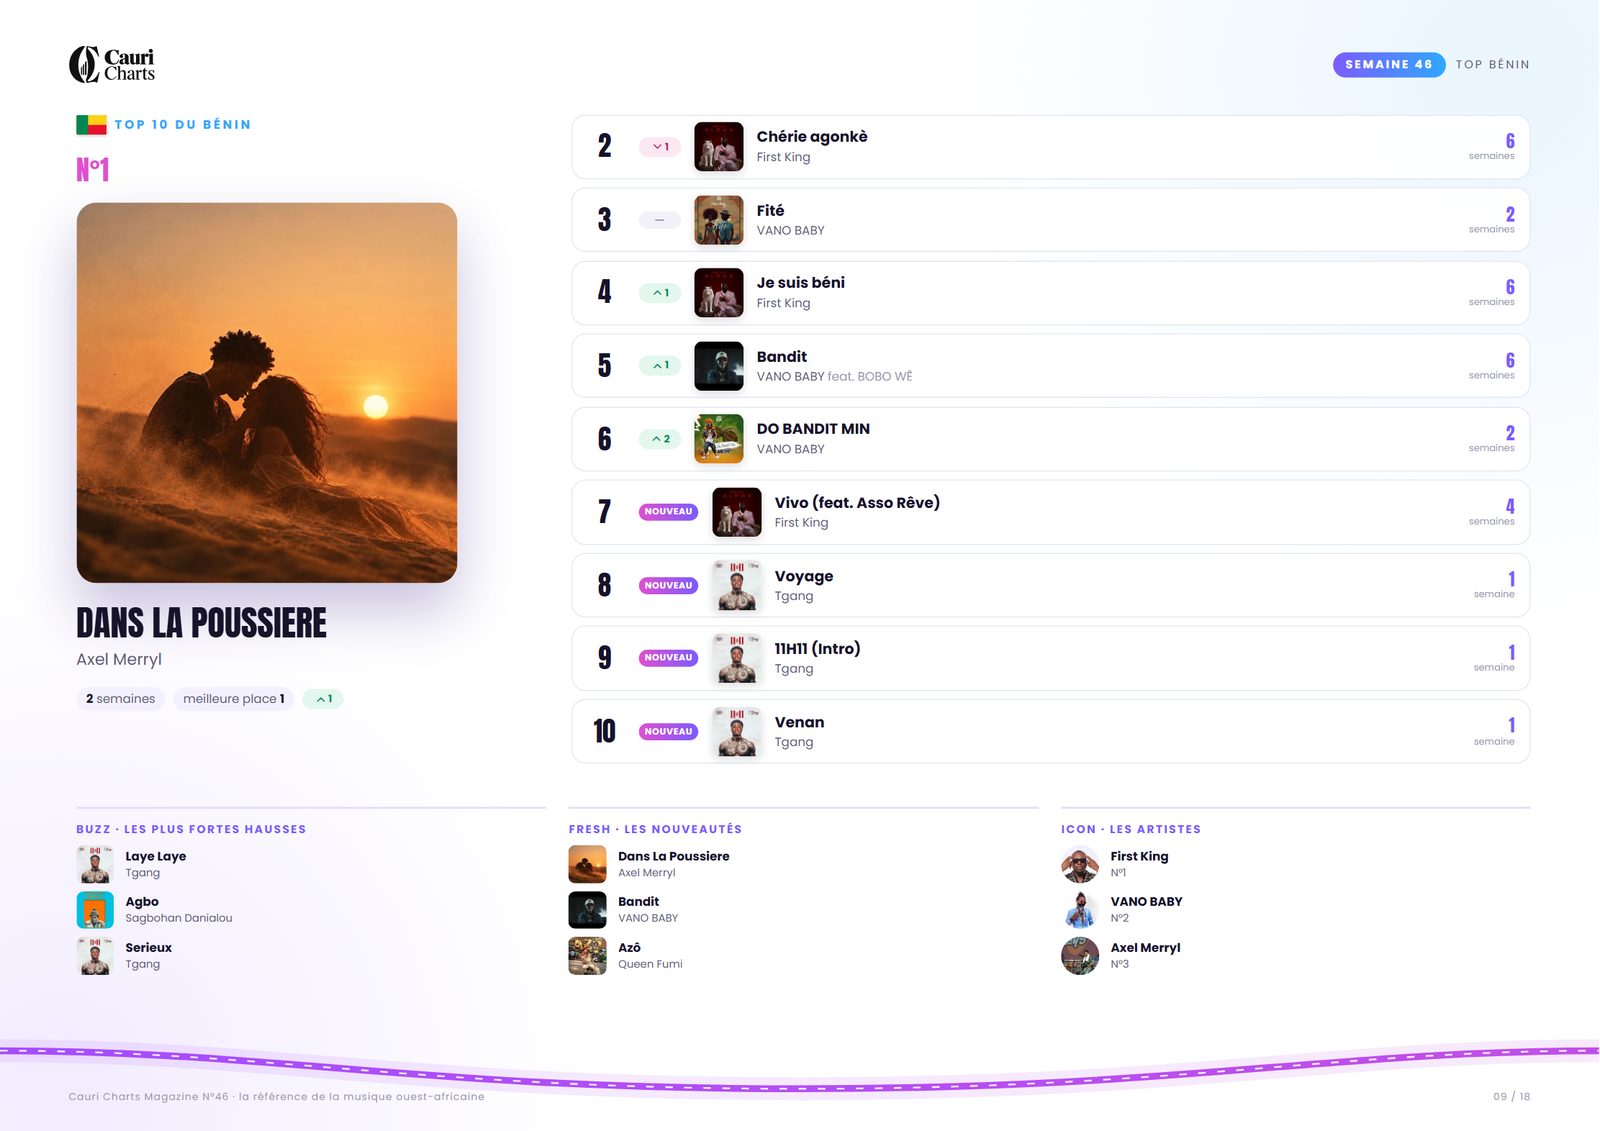 Cauri
Charts
SEMAINE 46 TOP BÉNIN
TOP 10 DU BÉNIN
Nº1
DANS LA POUSSIERE
Axel Merryl
2 semaines meilleure place 1 1
2 1 Chérie agonkè 6
First King semaines
3 – Fité 2
VANO BABY semaines
4 1 Je suis béni 6
First King semaines
5 1 Bandit 6
VANO BABY feat. BOBO WÊ semaines
6 2 DO BANDIT MIN 2
VANO BABY semaines
7 NOUVEAU Vivo (feat. Asso Rêve) 4
First King semaines
8 NOUVEAU Voyage 1
Tgang semaine
9 NOUVEAU 11H11 (Intro) 1
Tgang semaine
10 NOUVEAU Venan 1
Tgang semaine
BUZZ · LES PLUS FORTES HAUSSES
Laye Laye
Tgang
Agbo
Sagbohan Danialou
Serieux
Tgang
FRESH · LES NOUVEAUTÉS
Dans La Poussiere
Axel Merryl
Bandit
VANO BABY
Azô
Queen Fumi
ICON · LES ARTISTES
First King
Nº1
VANO BABY
Nº2
Axel Merryl
Nº3
Cauri Charts Magazine Nº46 · la référence de la musique ouest-africaine
09 / 18